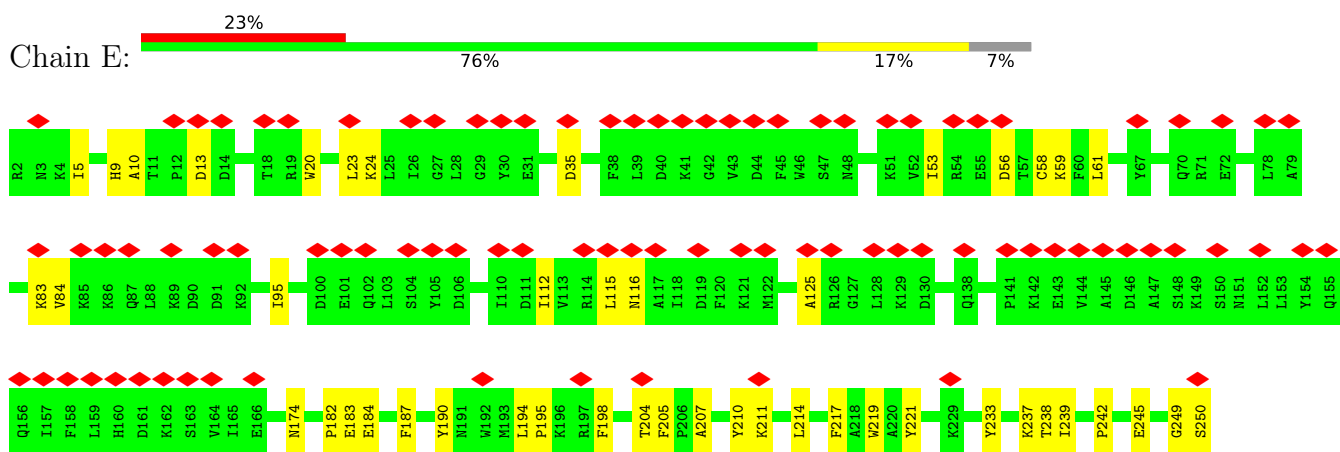 23%
Chain E:
76% 17% 7%
R2 N3 K4 I5 H9 A10 T11 P12 D13 D14 T18 R19 W20 L23 K24 L25 I26 G27 L28 G29 Y30 E31 D35 F38 L39 D40 K41 G42 V43 D44 F45 W46 S47 N48 K51 V52 I53 R54 E55 D56 T57 C58 K59 F60 L61 Y67 Q70 R71 E72 L78 A79
K83 V84 K85 K86 Q87 L88 K89 D90 D91 K92 I95 D100 E101 Q102 L103 S104 Y105 D106 I110 D111 I112 V113 R114 L115 N116 A117 I118 D119 F120 K121 M122 A125 R126 G127 L128 K129 D130 Q138 P141 K142 E143 V144 A145 D146 A147 S148 K149 S150 N151 L152 L153 Y154 Q155
Q156 I157 F158 L159 H160 D161 K162 S163 V164 I165 E166 N174 P182 E183 E184 F187 Y190 N191 W192 M193 L194 P195 K196 R197 F198 T204 F205 P206 A207 Y210 K211 L214 F217 A218 W219 A220 Y221 K229 Y233 K237 T238 I239 P242 E245 G249 S250